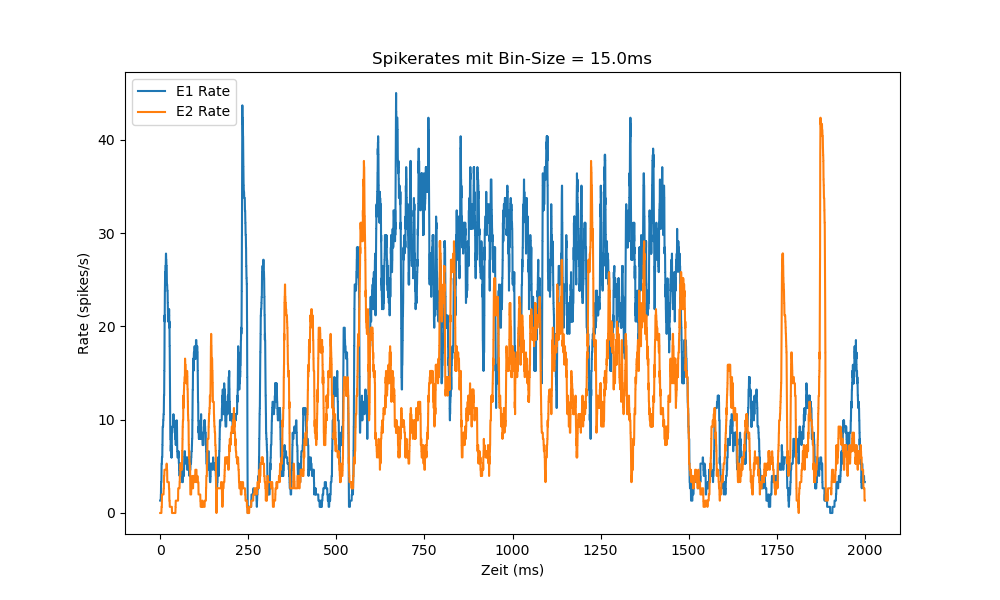 Spikerates mit Bin-Size = 15.0ms
E1 Rate
E2 Rate
Rate (spikes/s)
40
30
20
10
0
0 250 500 750 1000 1250 1500 1750 2000
Zeit (ms)